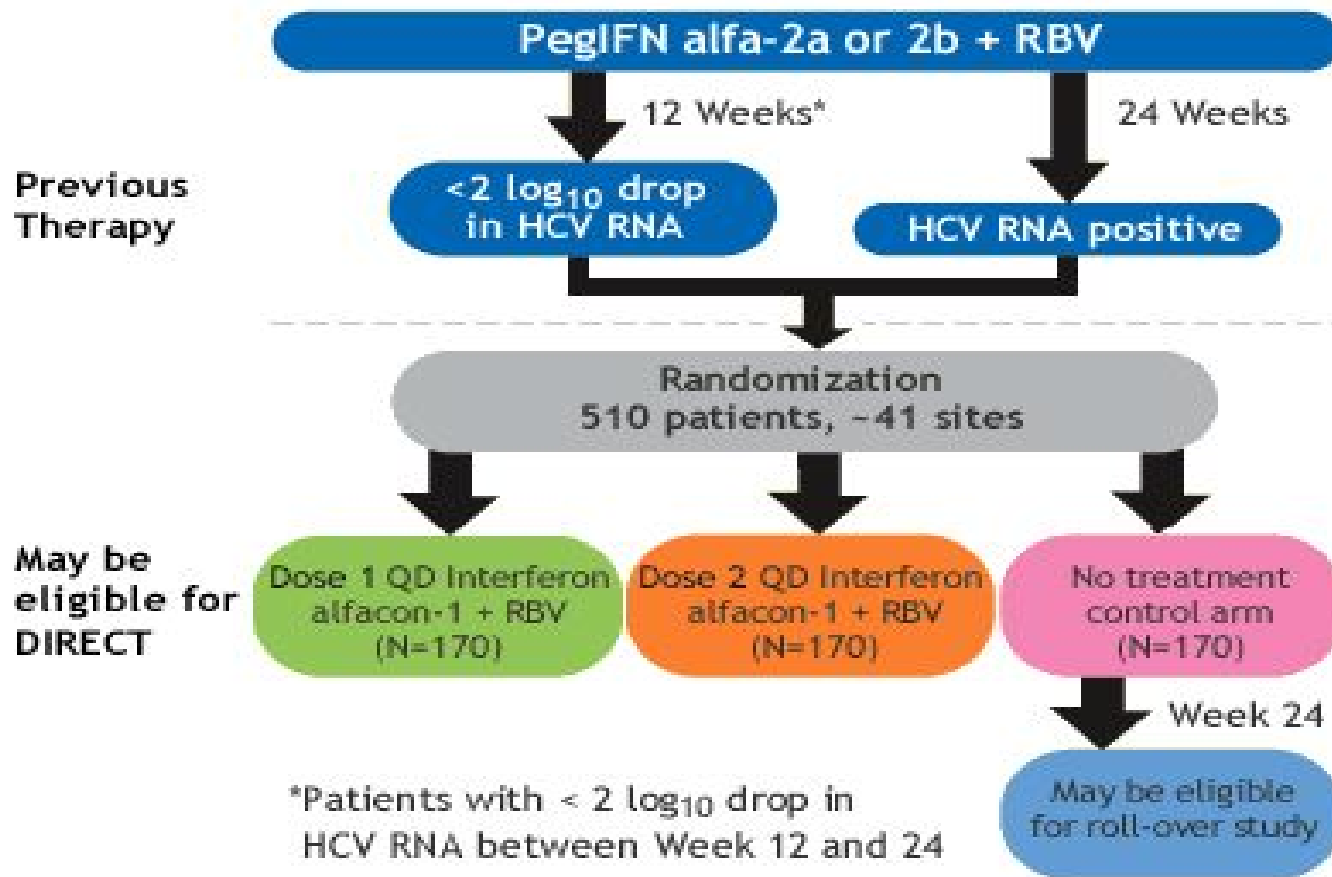 PegIFN alfa-2a or 2b + RBV
12 Weeks*
24 Weeks
Previous
Therapy
<2 log10 drop
in HCV RNA
HCV RNA positive
Randomization
510 patients, ~41 sites
May be
eligible for
DIRECT
Dose 1 QD Interferon
alfacon-1 + RBV
(N=170)
Dose 2 QD Interferon
alfacon-1 + RBV
(N=170)
No treatment
control arm
(N=170)
Week 24
May be eligible
for roll-over study
*Patients with < 2 log10 drop in
HCV RNA between Week 12 and 24